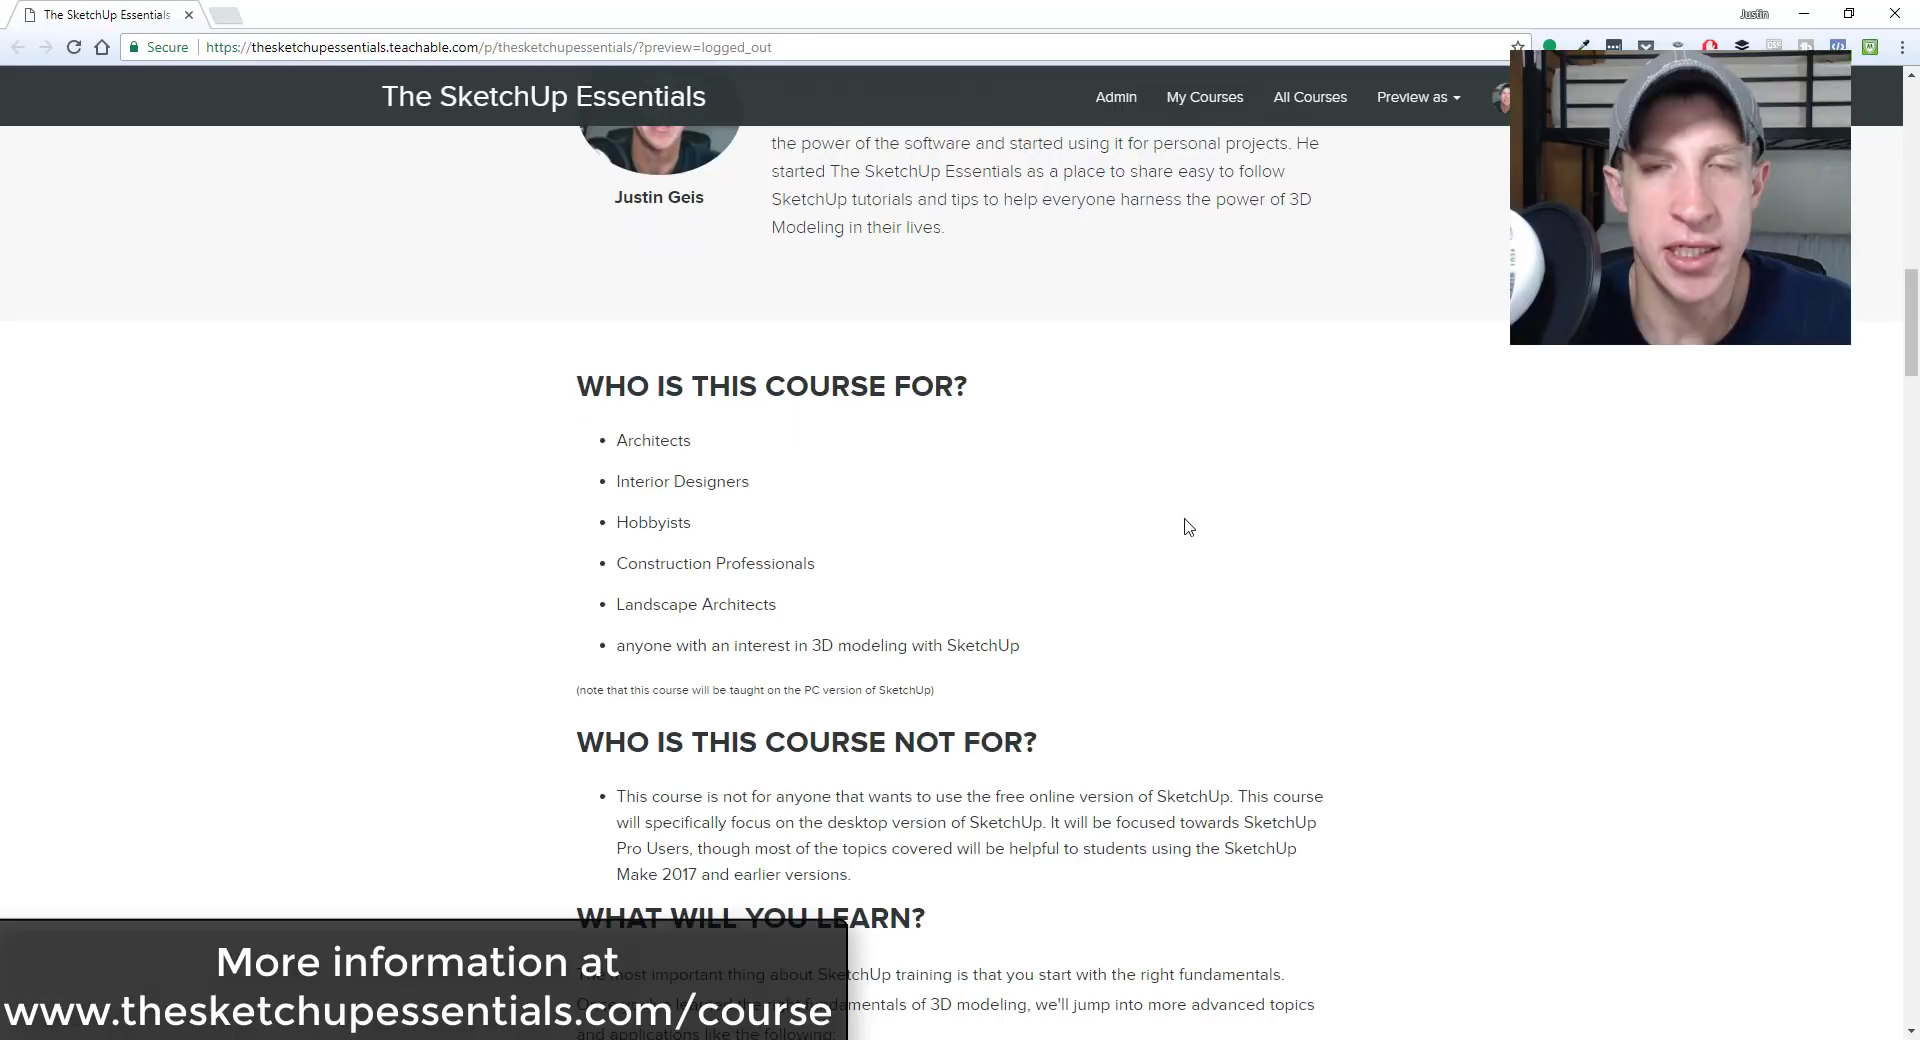 The SketchUp Essentials
Justin
Secure
https://thesketchupessentials.teachable.com/p/thesketchupessentials/?preview=logged_out
The SketchUp Essentials
Admin
My Courses
All Courses
Preview as
Justin Geis
the power of the software and started using it for personal projects. He
started The SketchUp Essentials as a place to share easy to follow
SketchUp tutorials and tips to help everyone harness the power of 3D
Modeling in their lives.
WHO IS THIS COURSE FOR?
• Architects
• Interior Designers
• Hobbyists
• Construction Professionals
• Landscape Architects
• anyone with an interest in 3D modeling with SketchUp
(note that this course will be taught on the PC version of SketchUp)
WHO IS THIS COURSE NOT FOR?
• This course is not for anyone that wants to use the free online version of SketchUp. This course
will specifically focus on the desktop version of SketchUp. It will be focused towards SketchUp
Pro Users, though most of the topics covered will be helpful to students using the SketchUp
Make 2017 and earlier versions.
WHAT WILL YOU LEARN?
The most important thing about SketchUp training is that you start with the right fundamentals.
fundamentals of 3D modeling, we'll jump into more advanced topics
and applications like the following:
More information at
www.thesketchupessentials.com/course